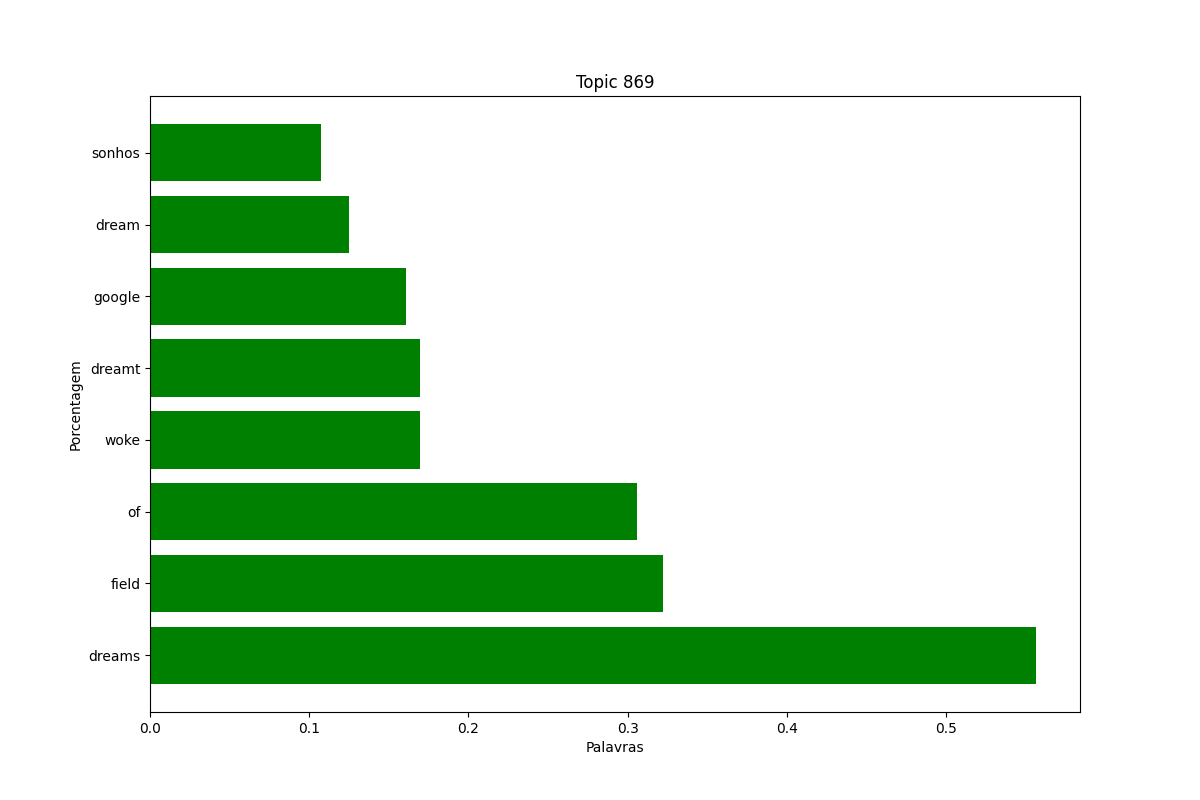 Topic 869
sonhos
dream
google
dreamt
woke
of
field
dreams
Porcentagem
0.0 0.1 0.2 0.3 0.4 0.5
Palavras